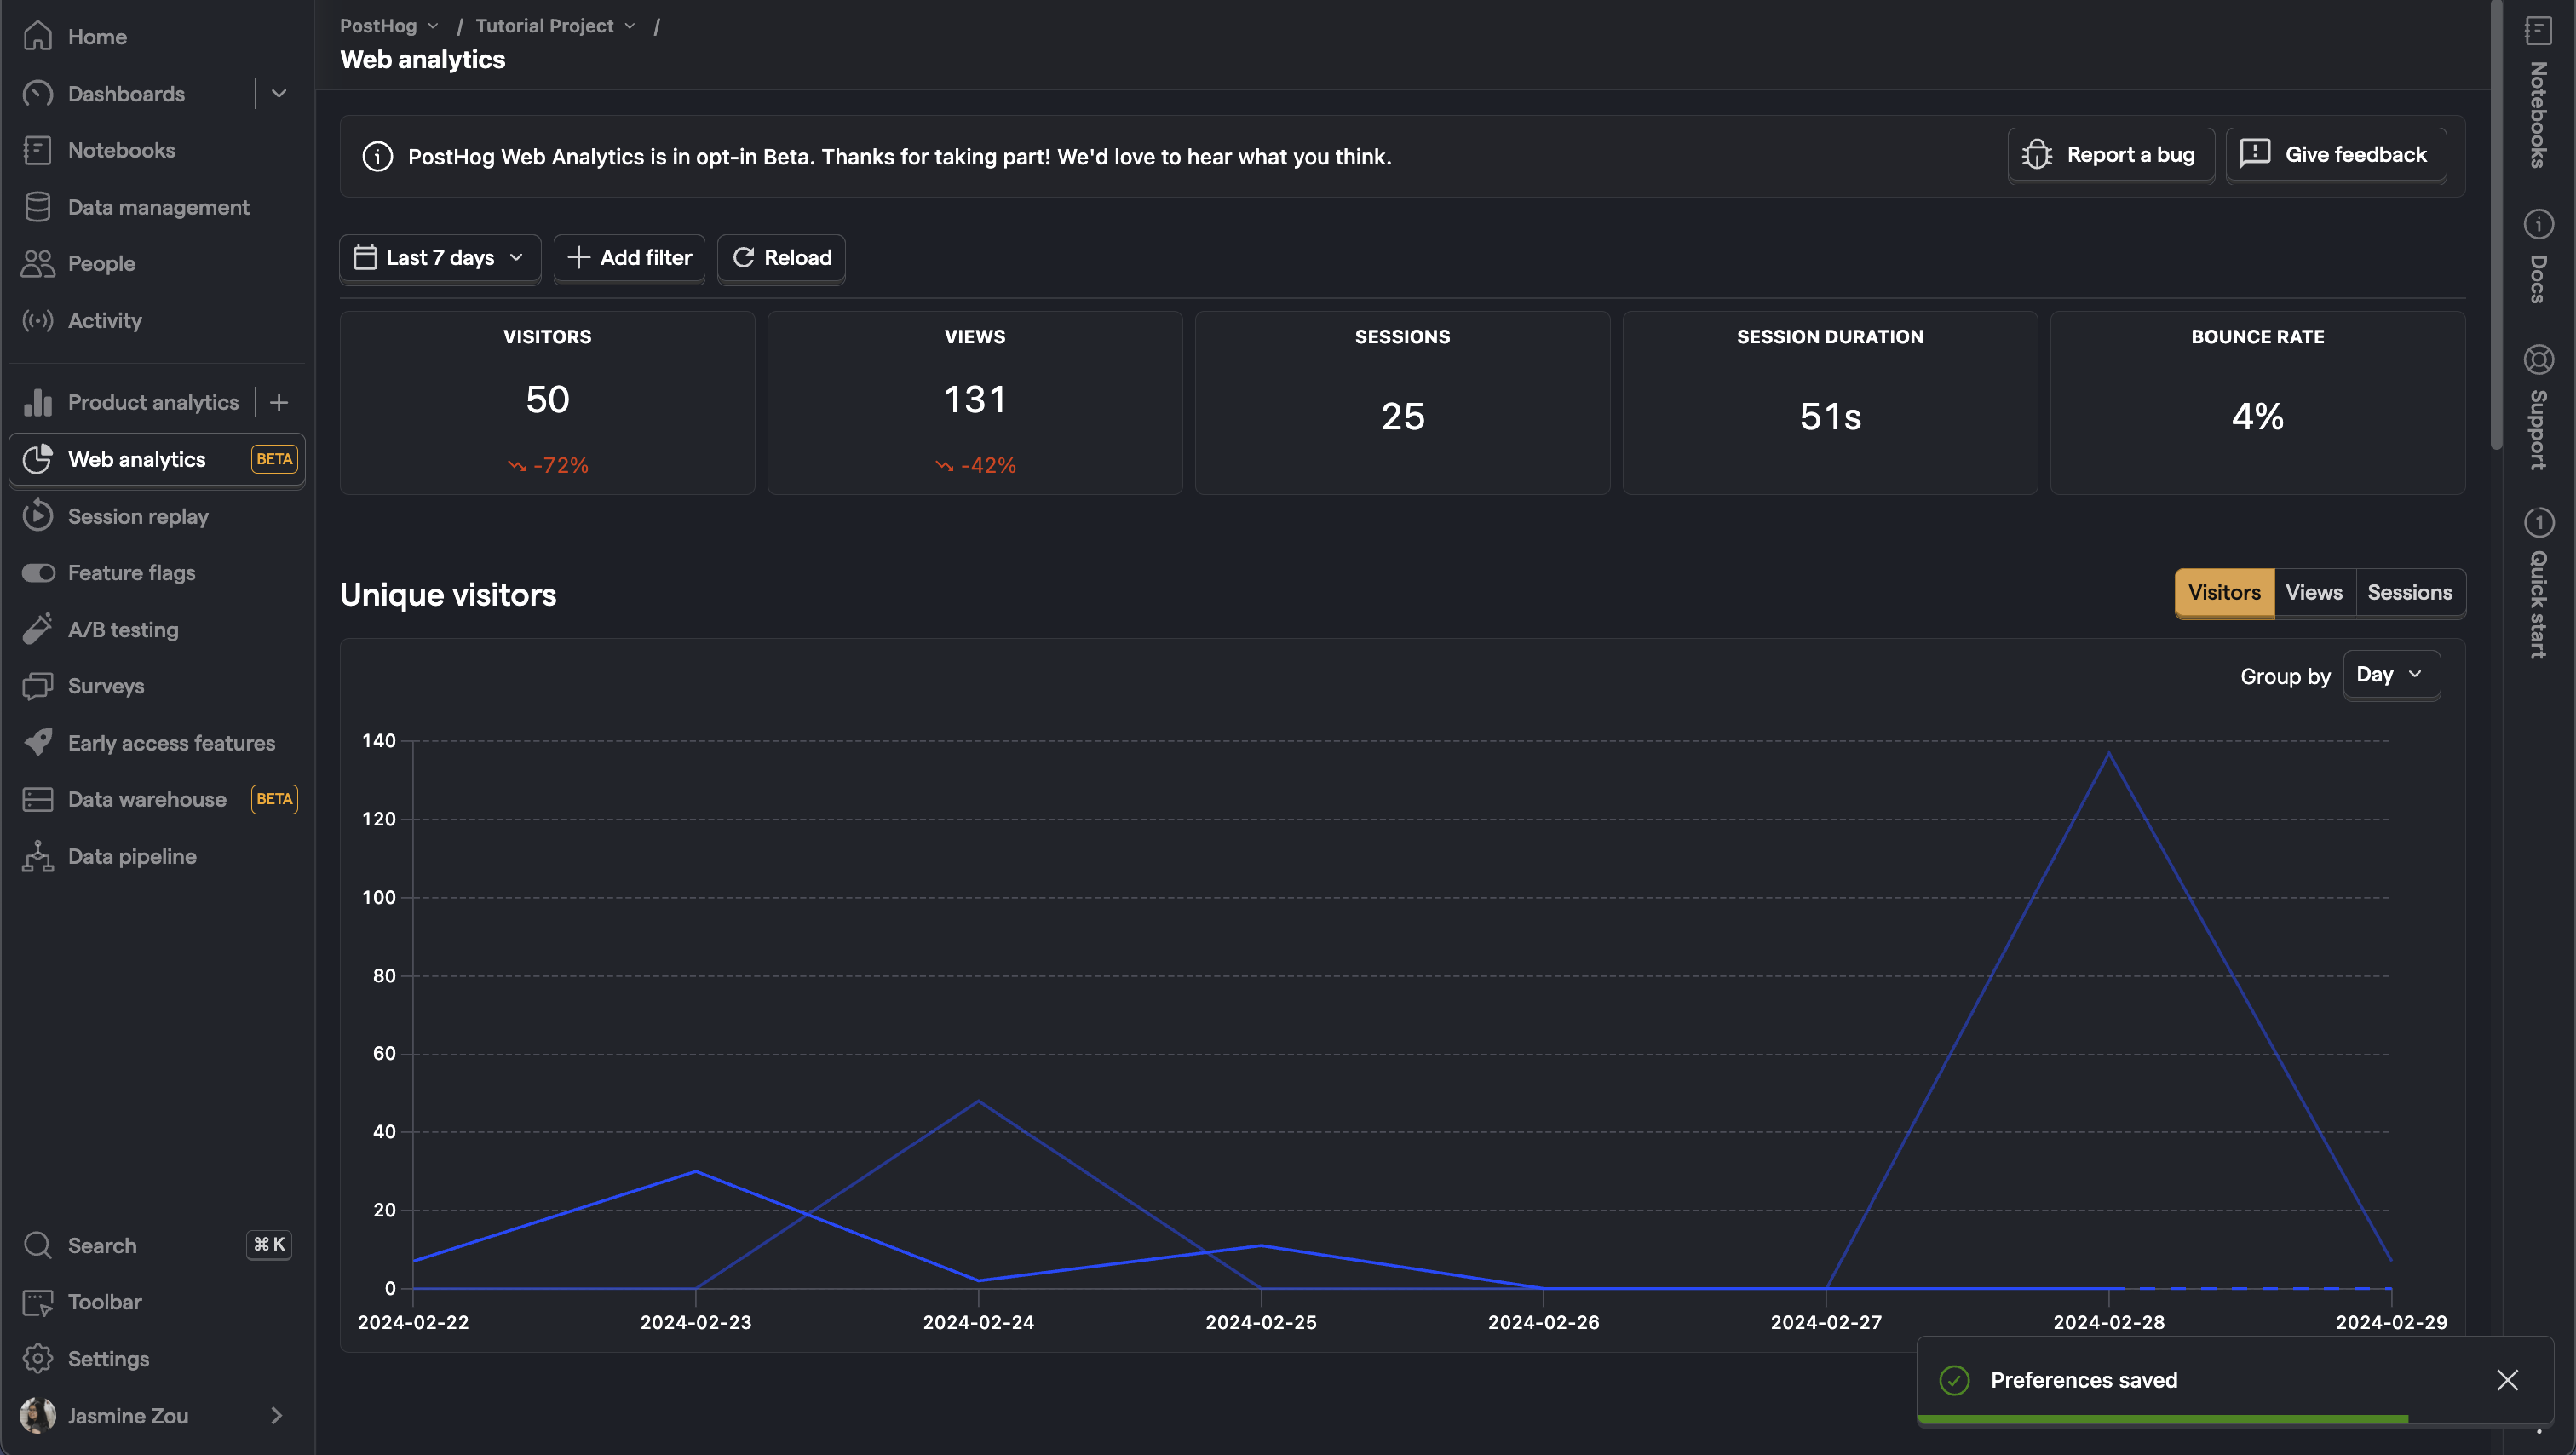 Home
Dashboards
Notebooks
Data management
People
Activity
Product analytics
Web analytics BETA
Session replay
Feature flags
A/B testing
Surveys
Early access features
Data warehouse BETA
Data pipeline
Search ⌘ K
Toolbar
Settings
Jasmine Zou
PostHog / Tutorial Project /
Web analytics
PostHog Web Analytics is in opt-in Beta. Thanks for taking part! We'd love to hear what you think.
Report a bug
Give feedback
Last 7 days
Add filter
Reload
VISITORS
50
-72%
VIEWS
131
-42%
SESSIONS
25
SESSION DURATION
51s
BOUNCE RATE
4%
Unique visitors
Visitors Views Sessions
Group by Day
140
120
100
80
60
40
20
0
2024-02-22 2024-02-23 2024-02-24 2024-02-25 2024-02-26 2024-02-27 2024-02-28 2024-02-29
Preferences saved
Notebooks
Docs
Support
1
Quick start